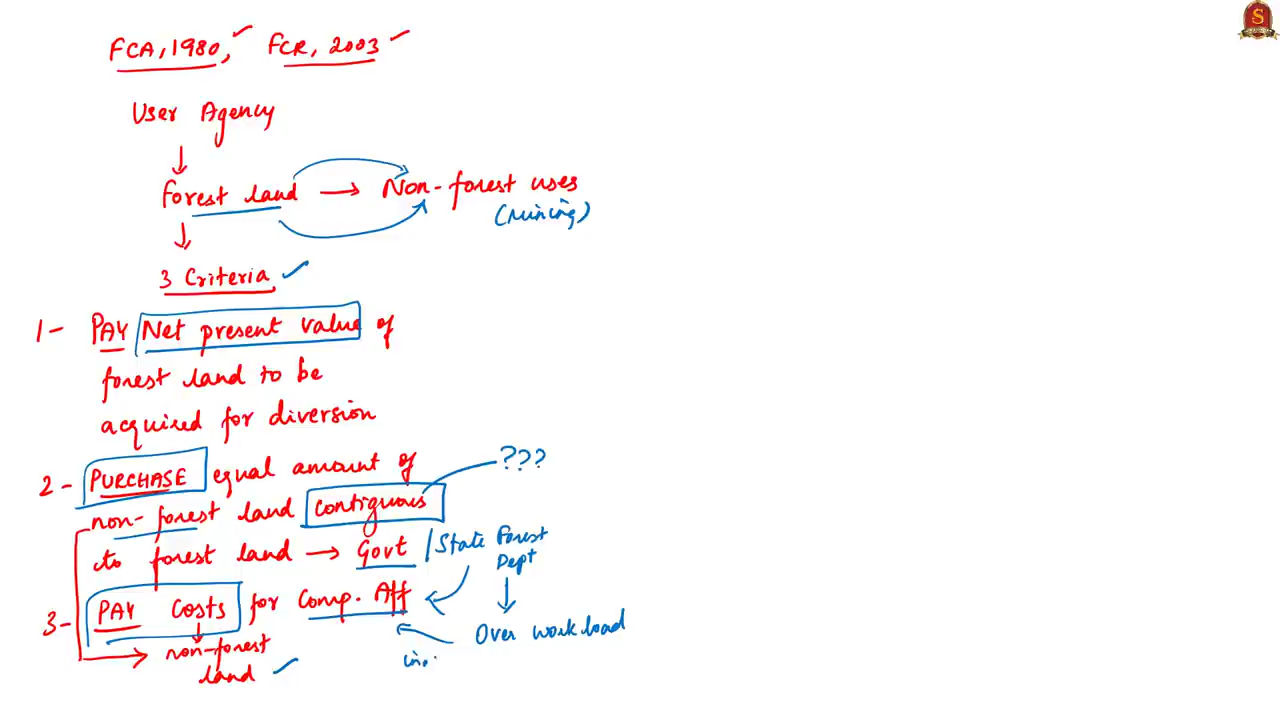 FCA, 1980, FCR, 2003
User Agency
Forest land → Non-forest uses
(Mining)
3 Criteria
1- PAY Net present value of
forest land to be
acquired for diversion
2- PURCHASE equal amount of
???
non-forest land contiguous
to forest land → Govt / State Forest
Dept
3- PAY Costs for Comp. Aff
Over work load
non-forest
land